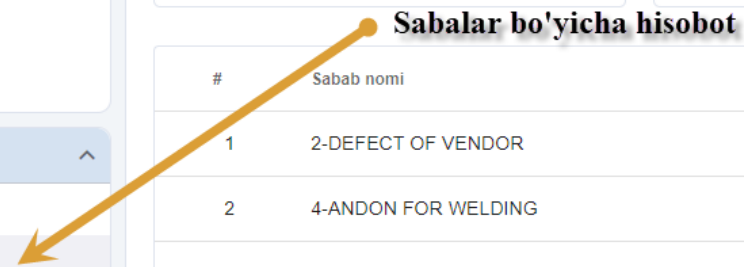 Sabalar bo'yicha hisobot
# Sabab nomi
1 2-DEFECT OF VENDOR
2 4-ANDON FOR WELDING